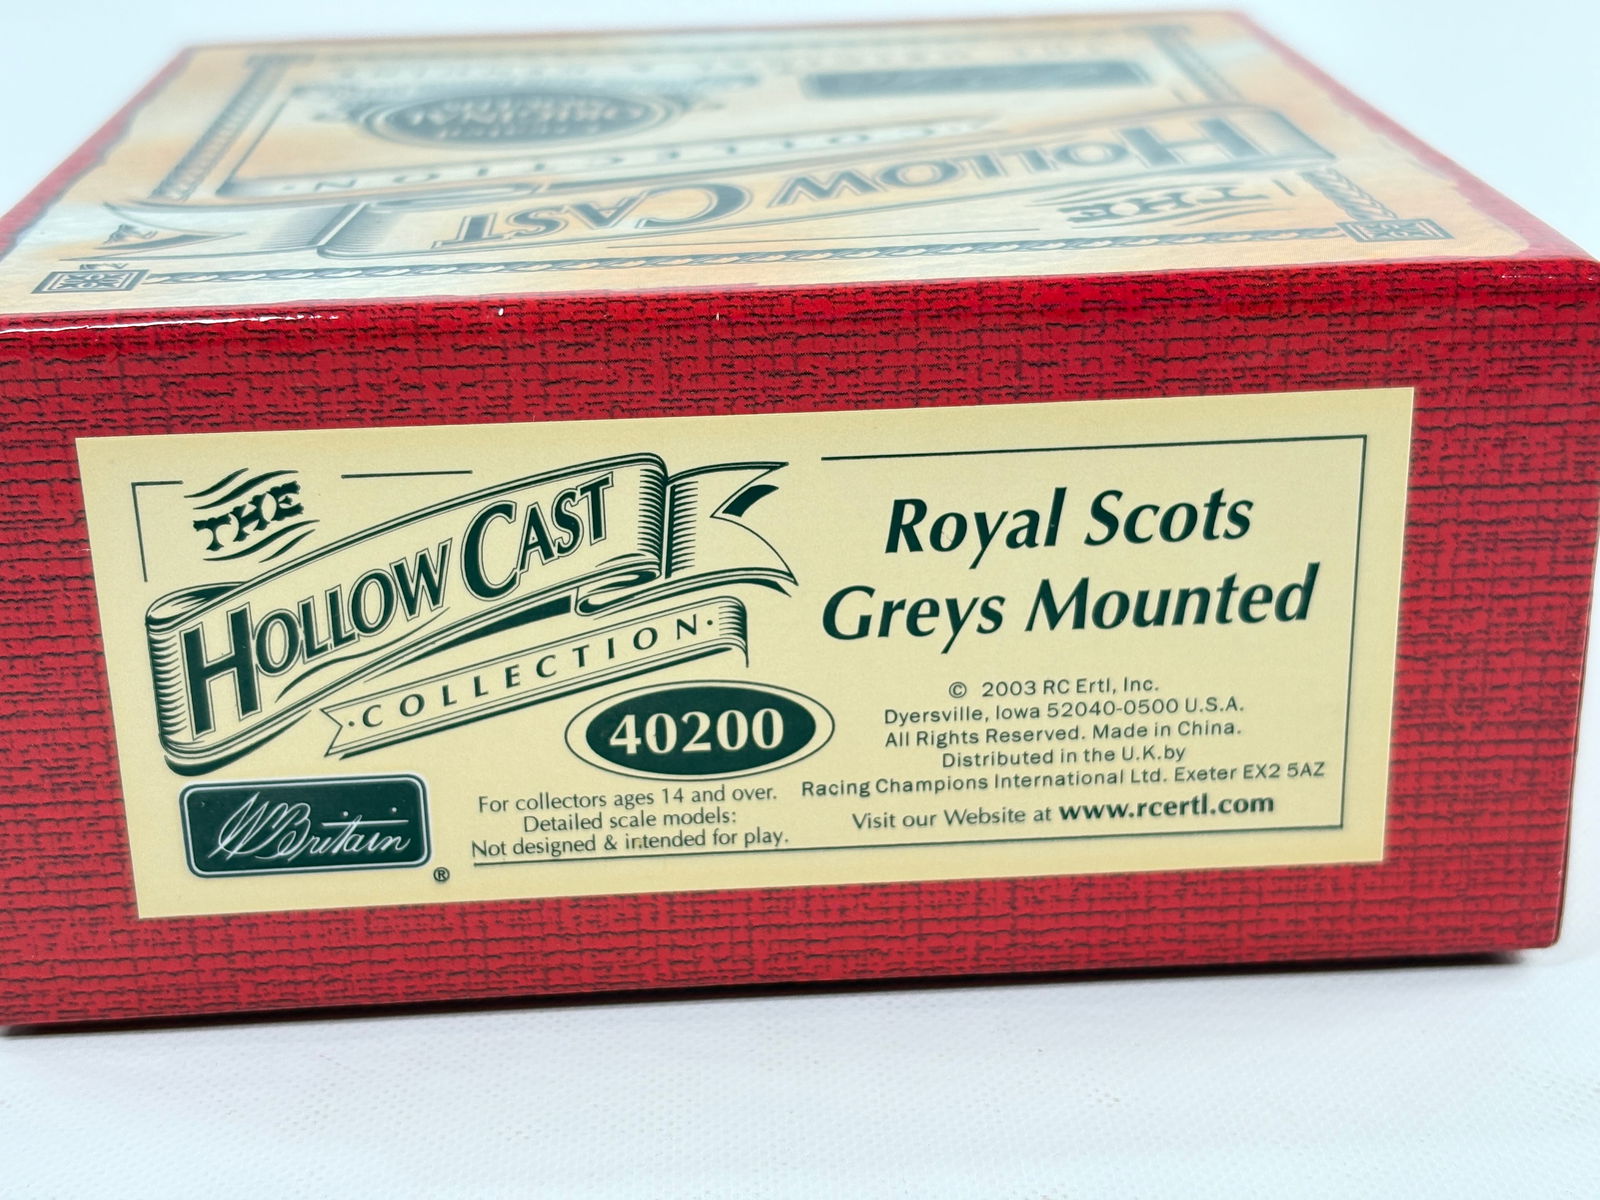 THE
HOLLOW CAST
COLLECTION
ORIGINAL
THE
HOLLOW CAST
·COLLECTION·
40200
W Britain®
For collectors ages 14 and over.
Detailed scale models:
Not designed & intended for play.
Royal Scots
Greys Mounted
© 2003 RC Ertl, Inc.
Dyersville, Iowa 52040-0500 U.S.A.
All Rights Reserved. Made in China.
Distributed in the U.K.by
Racing Champions International Ltd. Exeter EX2 5AZ
Visit our Website at www.rcertl.com